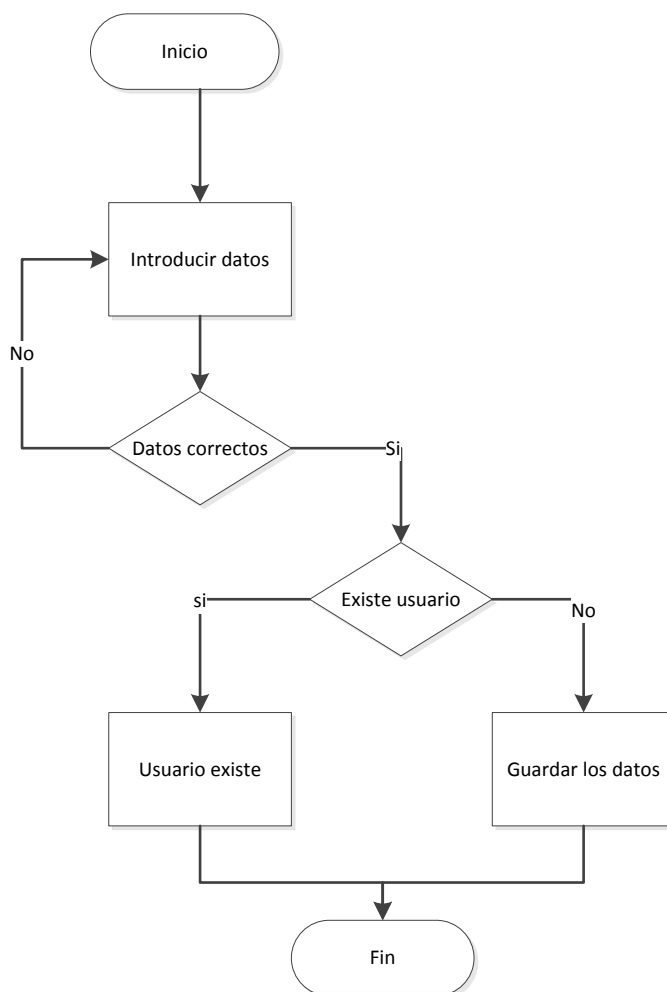 Inicio
Introducir datos
No
Datos correctos
Si
Existe usuario
si
No
Usuario existe
Guardar los datos
Fin